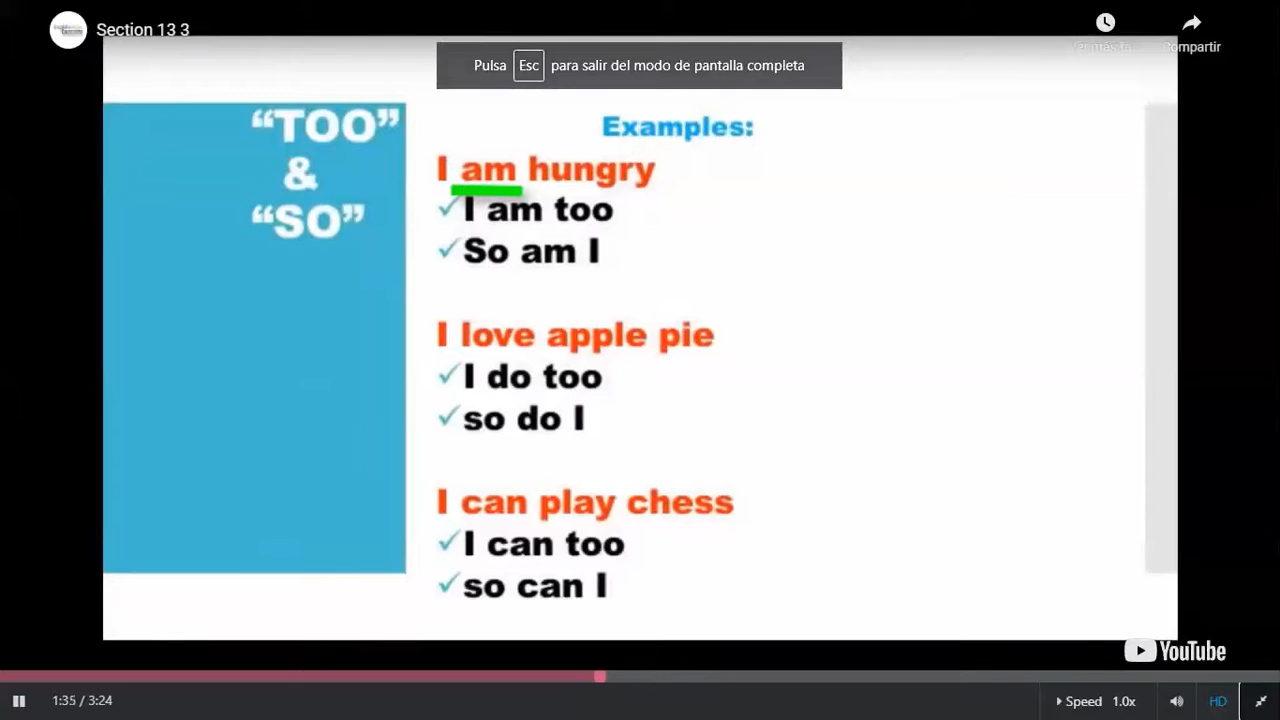 Section 13 3
Compartir
Pulsa Esc para salir del modo de pantalla completa
“TOO”
&
“SO”
Examples:
I am hungry
✓I am too
✓So am I
I love apple pie
✓I do too
✓so do I
I can play chess
✓I can too
✓so can I
YouTube
1:35 / 3:24
Speed 1.0x
HD